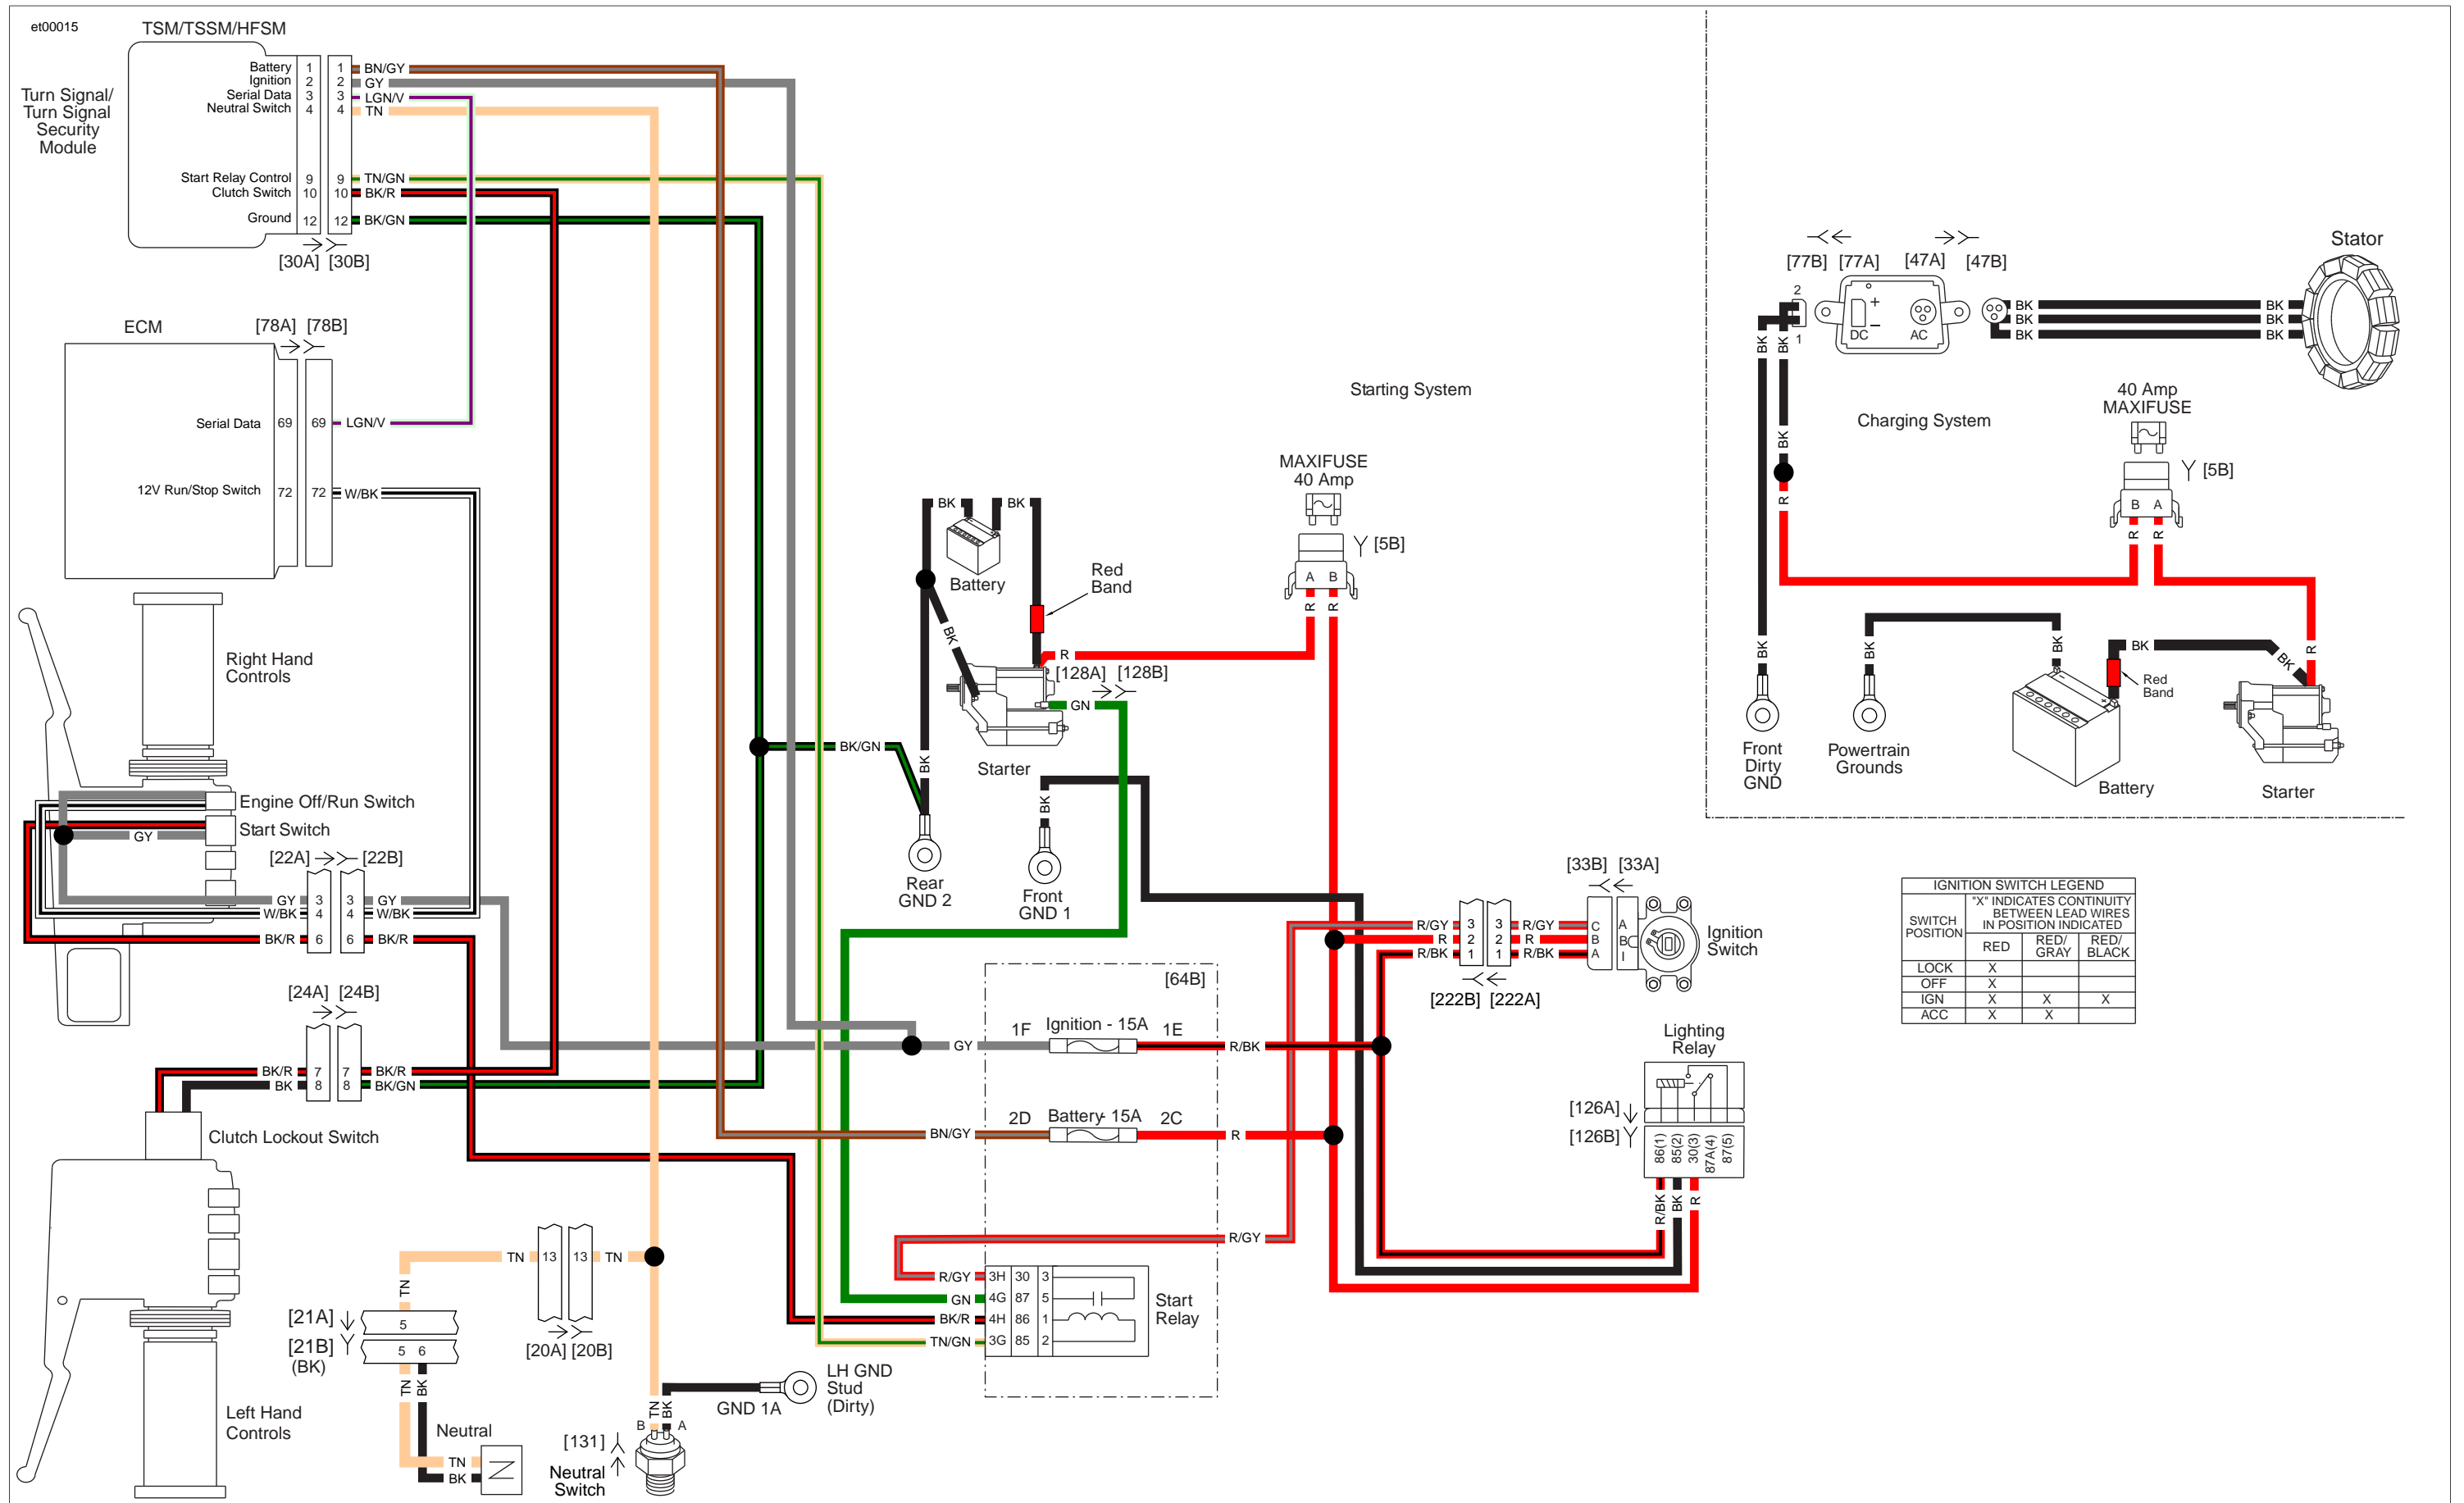 et00015
TSM/TSSM/HFSM
Turn Signal/
Turn Signal
Security
Module
Battery 1 1 BN/GY
Ignition 2 2 GY
Serial Data 3 3 LGN/V
Neutral Switch 4 4 TN
Start Relay Control 9 9 TN/GN
Clutch Switch 10 10 BK/R
Ground 12 12 BK/GN
[30A] [30B]
ECM [78A] [78B]
Serial Data 69 69 LGN/V
12V Run/Stop Switch 72 72 W/BK
Right Hand
Controls
Engine Off/Run Switch
Start Switch
GY
[22A] [22B]
GY 3 3 GY
W/BK 4 4 W/BK
BK/R 6 6 BK/R
[24A] [24B]
BK/R 7 7 BK/R
BK 8 8 BK/GN
Clutch Lockout Switch
Left Hand
Controls
TN 13 13 TN
[20A] [20B]
TN
[21A] 5
[21B] 5 6
(BK)
TN BK
Neutral
TN
BK
N
TN BK
B A
[131]
Neutral
Switch
GND 1A
LH GND
Stud
(Dirty)
Starting System
MAXIFUSE
40 Amp
[5B]
A B
R R
BK - BK
Battery
Red
Band
BK
R
[128A] [128B]
GN
Starter
BK/GN
BK
Rear
GND 2
BK
Front
GND 1
[64B]
1F Ignition - 15A 1E
GY R/BK
2D Battery- 15A 2C
BN/GY R
R/GY
R/GY 3H 30 3
GN 4G 87 5
BK/R 4H 86 1
TN/GN 3G 85 2
Start
Relay
[33B] [33A]
R/GY 3 3 R/GY C A
R 2 2 R B B
R/BK 1 1 R/BK A I
[222B] [222A]
Ignition
Switch
Lighting
Relay
[126A]
[126B]
86(1)
85(2)
30(3)
87A(4)
87(5)
R/BK
BK
R
[77B] [77A] [47A] [47B]
Stator
2
1
+
–
DC AC
BK BK
BK BK
BK BK
BK BK
BK
R
Charging System
40 Amp
MAXIFUSE
[5B]
B A
R R
R
BK
Front
Dirty
GND
BK
Powertrain
Grounds
BK
- +
Battery
BK
Red
Band
BK
Starter
IGNITION SWITCH LEGEND
SWITCH
POSITION
"X" INDICATES CONTINUITY
BETWEEN LEAD WIRES
IN POSITION INDICATED
RED RED/
GRAY RED/
BLACK
LOCK X
OFF X
IGN X X X
ACC X X